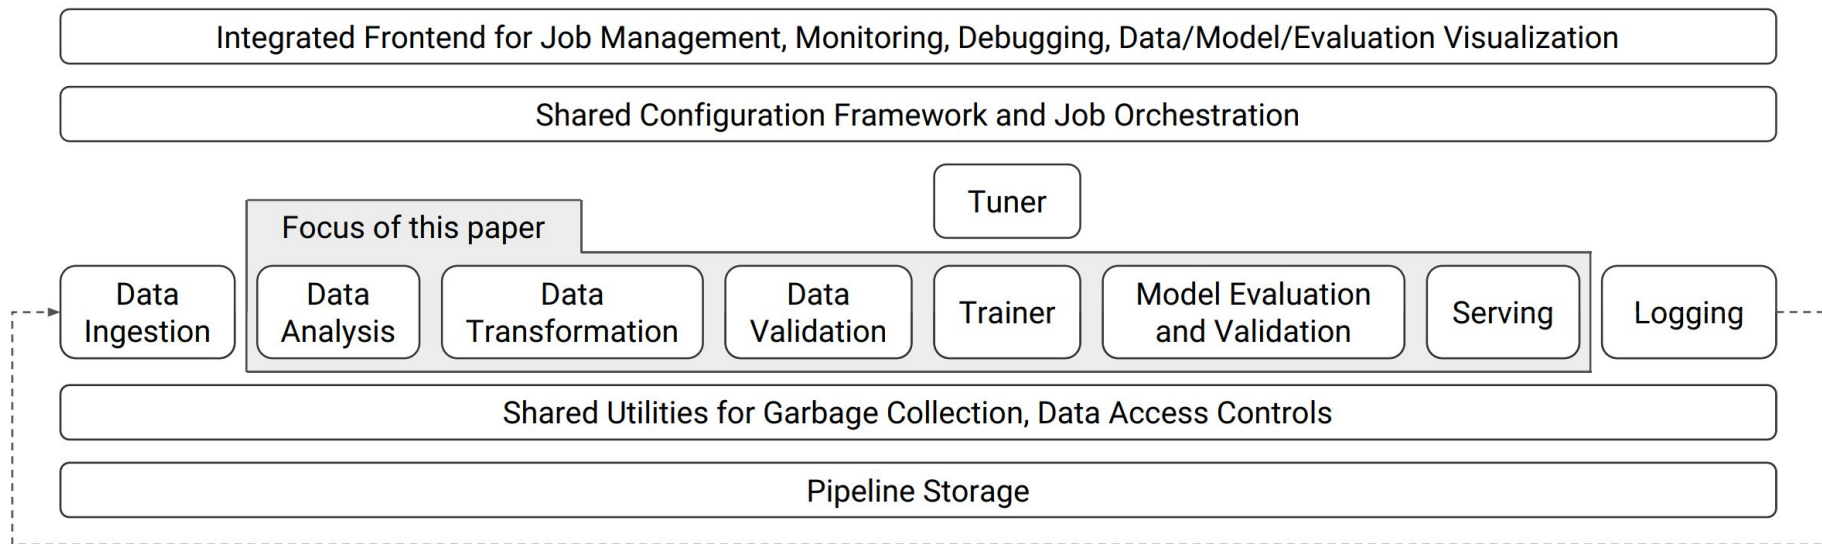 Integrated Frontend for Job Management, Monitoring, Debugging, Data/Model/Evaluation Visualization
Shared Configuration Framework and Job Orchestration
Tuner
Focus of this paper
Data
Ingestion
Data
Analysis
Data
Transformation
Data
Validation
Trainer
Model Evaluation
and Validation
Serving
Logging
Shared Utilities for Garbage Collection, Data Access Controls
Pipeline Storage